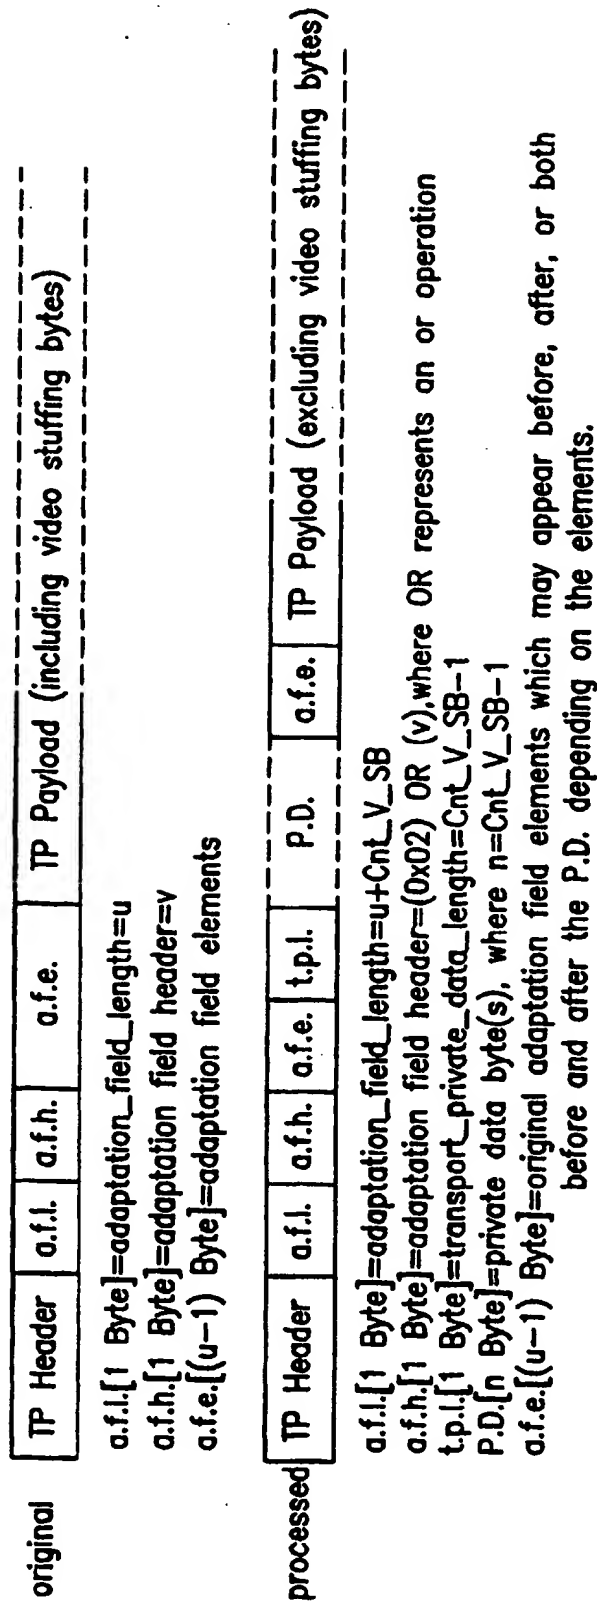 original
TP Header a.f.l. a.f.h. a.f.e. TP Payload (including video stuffing bytes)
a.f.l.[1 Byte]=adaptation_field_length=u
a.f.h.[1 Byte]=adaptation field header=v
a.f.e.[(u-1) Byte]=adaptation field elements
processed
TP Header a.f.l. a.f.h. a.f.e. t.p.l. P.D. a.f.e. TP Payload (excluding video stuffing bytes)
a.f.l.[1 Byte]=adaptation_field_length=u+Cnt_V_SB
a.f.h.[1 Byte]=adaptation field header=(0x02) OR (v),where OR represents an or operation
t.p.l.[1 Byte]=transport_private_data_length=Cnt_V_SB-1
P.D.[n Byte]=private data byte(s), where n=Cnt_V_SB-1
a.f.e.[(u-1) Byte]=original adaptation field elements which may appear before, after, or both
before and after the P.D. depending on the elements.